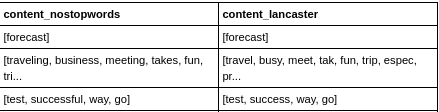 content_nostopwords content_lancaster
[forecast] [forecast]
[traveling, business, meeting, takes, fun, [travel, busy, meet, tak, fun, trip, espec,
tri... pr...
[test, successful, way, go] [test, success, way, go]